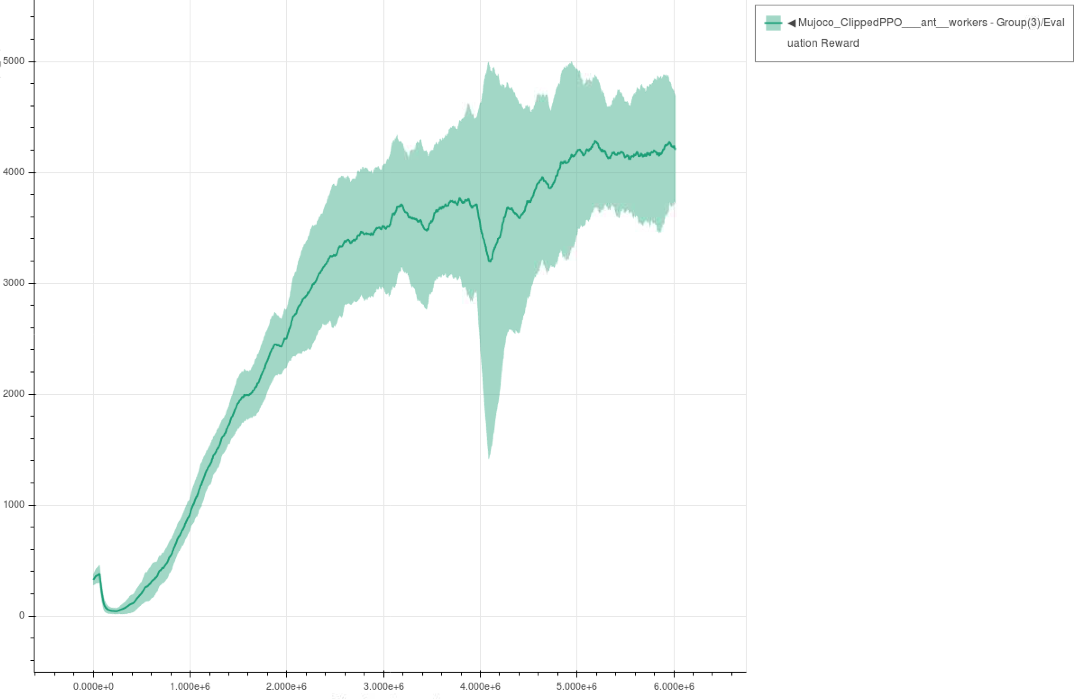 ◀ Mujoco_ClippedPPO___ant__workers - Group(3)/Eval
uation Reward
5000
4000
3000
2000
1000
0
0.000e+0 1.000e+6 2.000e+6 3.000e+6 4.000e+6 5.000e+6 6.000e+6